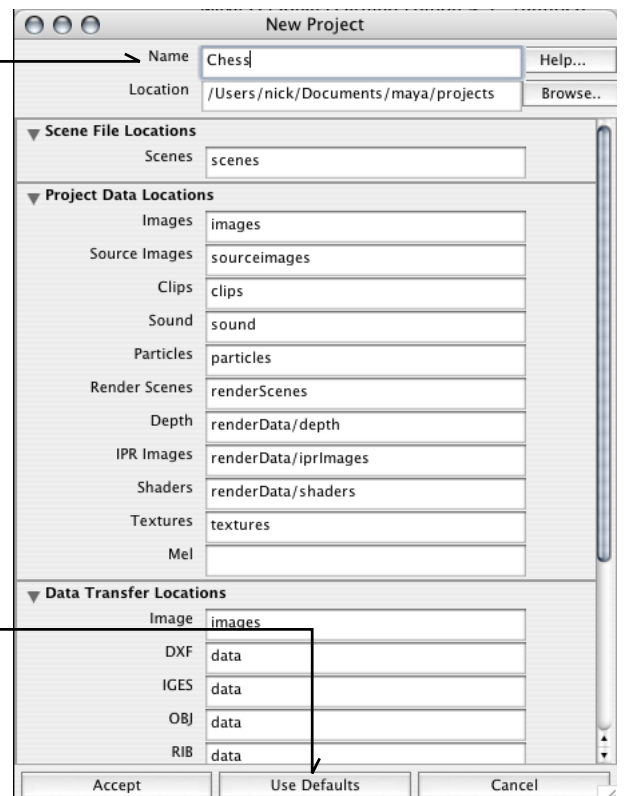 New Project
Name Chess Help...
Location /Users/nick/Documents/maya/projects Browse..
Scene File Locations
Scenes scenes
Project Data Locations
Images images
Source Images sourceimages
Clips clips
Sound sound
Particles particles
Render Scenes renderScenes
Depth renderData/depth
IPR Images renderData/iprImages
Shaders renderData/shaders
Textures textures
Mel
Data Transfer Locations
Image images
DXF data
IGES data
OBJ data
RIB data
Accept Use Defaults Cancel